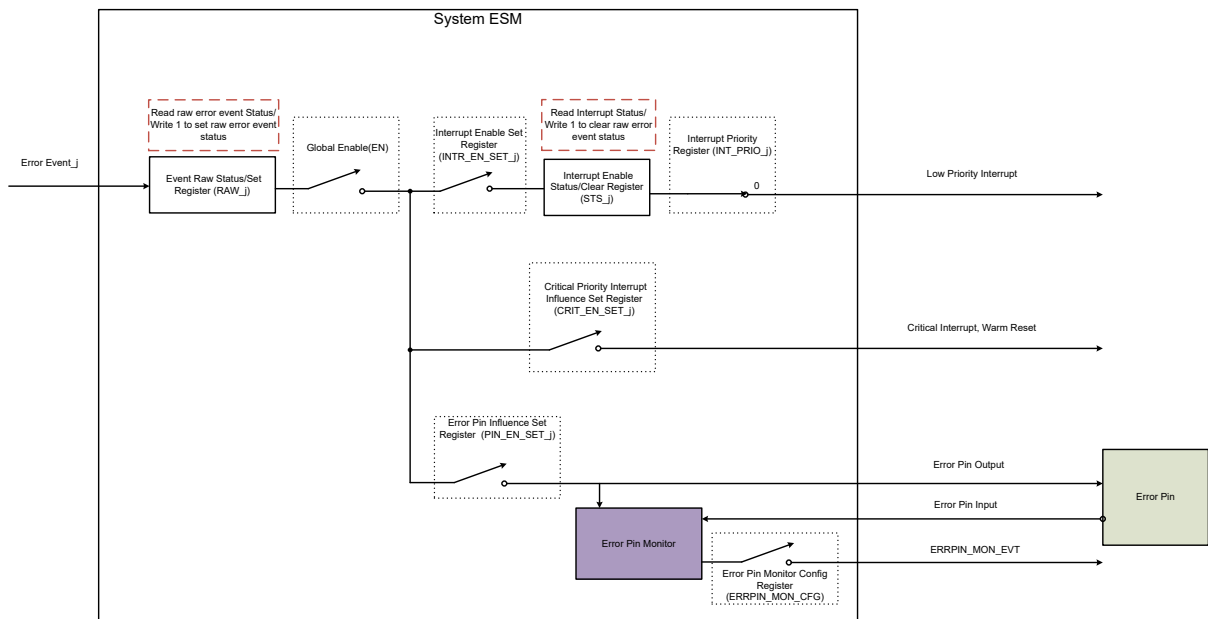 System ESM
Read raw error event Status/
Write 1 to set raw error event
status
Read Interrupt Status/
Write 1 to clear raw error
event status
Global Enable(EN)
Interrupt Enable Set
Register
(INTR_EN_SET_j)
Interrupt Priority
Register (INT_PRIO_j)
Error Event_j
Event Raw Status/Set
Register (RAW_j)
Interrupt Enable
Status/Clear Register
(STS_j)
0
Low Priority Interrupt
Critical Priority Interrupt
Influence Set Register
(CRIT_EN_SET_j)
Critical Interrupt, Warm Reset
Error Pin Influence Set
Register (PIN_EN_SET_j)
Error Pin Output
Error Pin
Error Pin Input
Error Pin Monitor
ERRPIN_MON_EVT
Error Pin Monitor Config
Register
(ERRPIN_MON_CFG)